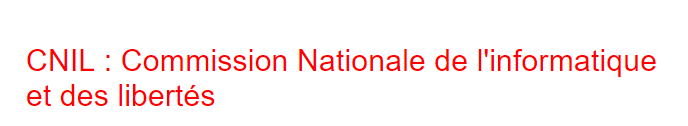 CNIL : Commission Nationale de l'informatique
et des libertés